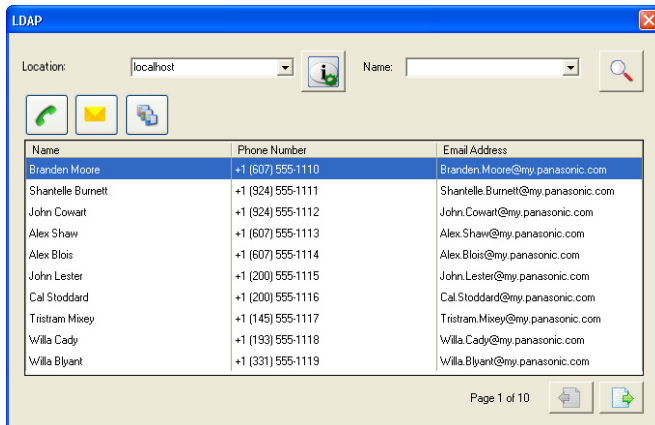 LDAP
Location: localhost Name:
Name Phone Number Email Address
Branden Moore +1 (607) 555-1110 Branden.Moore@my.panasonic.com
Shantelle Burnett +1 (924) 555-1111 Shantelle.Burnett@my.panasonic.com
John Cowart +1 (924) 555-1112 John.Cowart@my.panasonic.com
Alex Shaw +1 (607) 555-1113 Alex.Shaw@my.panasonic.com
Alex Blois +1 (607) 555-1114 Alex.Blois@my.panasonic.com
John Lester +1 (200) 555-1115 John.Lester@my.panasonic.com
Cal Stoddard +1 (200) 555-1116 Cal.Stoddard@my.panasonic.com
Tristram Mixey +1 (145) 555-1117 Tristram.Mixey@my.panasonic.com
Willa Cady +1 (193) 555-1118 Willa.Cady@my.panasonic.com
Willa Blyant +1 (331) 555-1119 Willa.Blyant@my.panasonic.com
Page 1 of 10